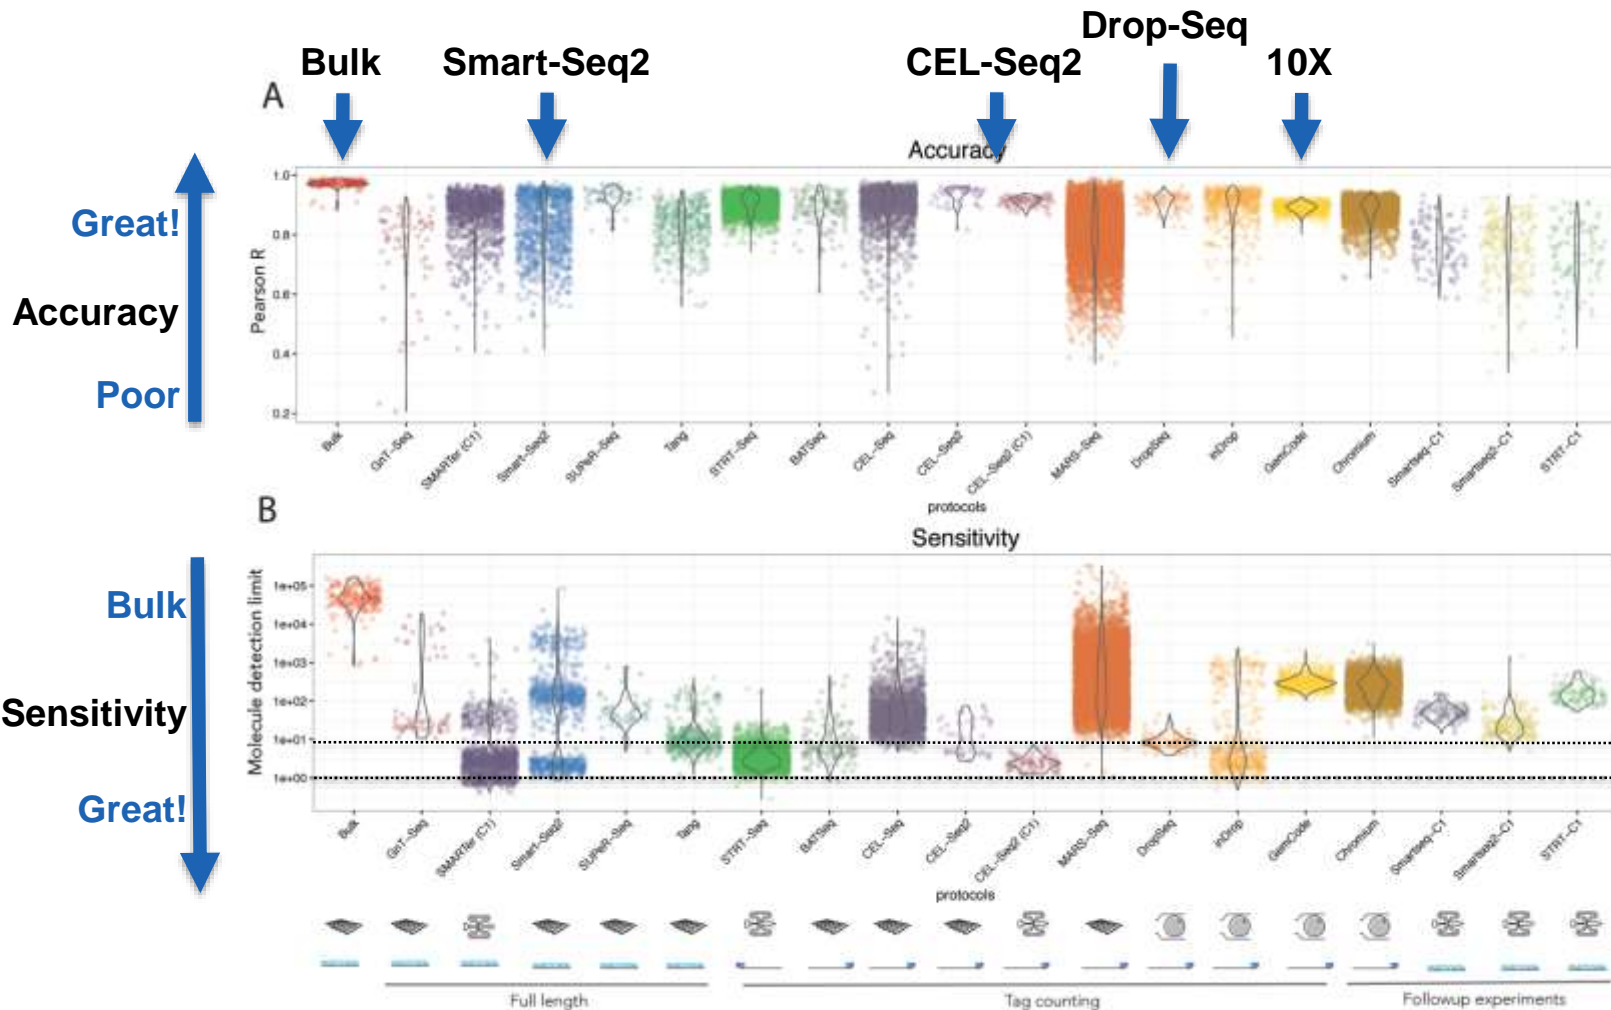 Drop-Seq
Bulk Smart-Seq2 CEL-Seq2 10X
A
Accuracy
Great!
Accuracy
Poor
Pearson R
1.0
0.8
0.6
0.4
0.2
Bulk
GnT-Seq
SMARTer (C1)
Smart-Seq2
SUPeR-Seq
Tang
STRT-Seq
BATSeq
CEL-Seq
CEL-Seq2
CEL-Seq2 (C1)
MARS-Seq
DropSeq
inDrop
GemCode
Chromium
Smartseq-C1
Smartseq2-C1
STRT-C1
protocols
B
Sensitivity
Bulk
Sensitivity
Great!
Molecule detection limit
1e+05
1e+04
1e+03
1e+02
1e+01
1e+00
Bulk
GnT-Seq
SMARTer (C1)
Smart-Seq2
SUPeR-Seq
Tang
STRT-Seq
BATSeq
CEL-Seq
CEL-Seq2
CEL-Seq2 (C1)
MARS-Seq
DropSeq
inDrop
GemCode
Chromium
Smartseq-C1
Smartseq2-C1
STRT-C1
protocols
Full length
Tag counting
Followup experiments